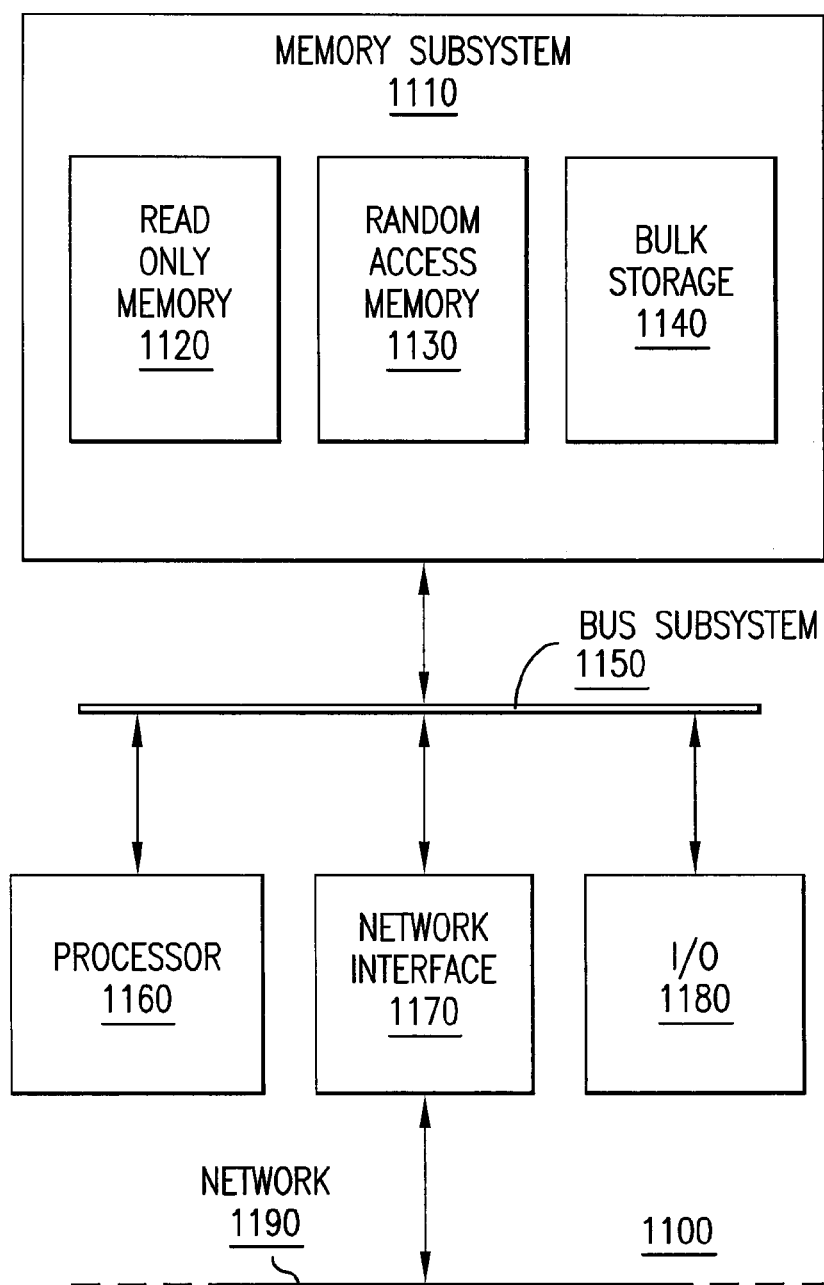 MEMORY SUBSYSTEM
1110
READ
ONLY
MEMORY
1120
RANDOM
ACCESS
MEMORY
1130
BULK
STORAGE
1140
BUS SUBSYSTEM
1150
PROCESSOR
1160
NETWORK
INTERFACE
1170
I/O
1180
NETWORK
1190
1100